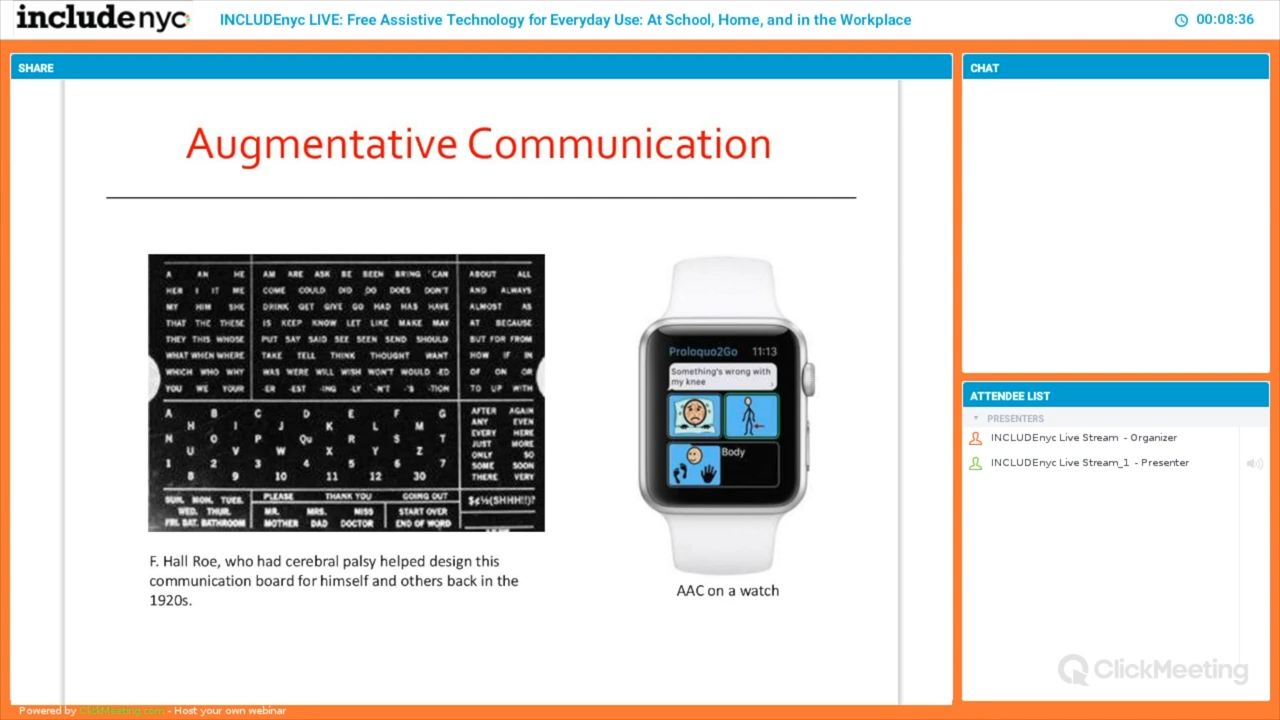 includenyc
INCLUDEnyc LIVE: Free Assistive Technology for Everyday Use: At School, Home, and in the Workplace
00:08:36
SHARE
Augmentative Communication
A AN HE AM ARE ASK BE BEEN BRING CAN ABOUT ALL
HER I IT ME COME COULD DID DO DOES DON'T AND ALWAYS
MY HIM SHE DRINK GET GIVE GO HAD HAS HAVE ALMOST AS
THAT THE THESE IS KEEP KNOW LET LIKE MAKE MAY AT BECAUSE
THEY THIS WHOSE PUT SAY SAID SEE SEEN SEND SHOULD BUT FOR FROM
WHAT WHEN WHERE TAKE TELL THINK THOUGHT WANT HOW IF IN
WHICH WHO WHY WAS WERE WILL WISH WON'T WOULD -ED OF ON OR
YOU WE YOUR -ER -EST -ING -LY -N'T -'S -TION TO UP WITH
A B C D E F G
H I J K L M
N O P Qu R S T
U V W X Y Z
1 2 3 4 5 6 7
8 9 10 11 12 30
AFTER AGAIN
ANY EVEN
EVERY HERE
JUST MORE
ONLY SO
SOME SOON
THERE VERY
SUN. MON. TUES.
WED. THUR.
FRI. SAT. BATHROOM
PLEASE THANK YOU GOING OUT
MR. MRS. MISS START OVER
MOTHER DAD DOCTOR END OF WORD
$¢½(SHH!!)?
F. Hall Roe, who had cerebral palsy helped design this
communication board for himself and others back in the
1920s.
Proloquo2Go 11:13
Something's wrong with
my knee
Body
AAC on a watch
CHAT
ATTENDEE LIST
PRESENTERS
INCLUDEnyc Live Stream - Organizer
INCLUDEnyc Live Stream_1 - Presenter
ClickMeeting
Powered by ClickMeeting.com - Host your own webinar